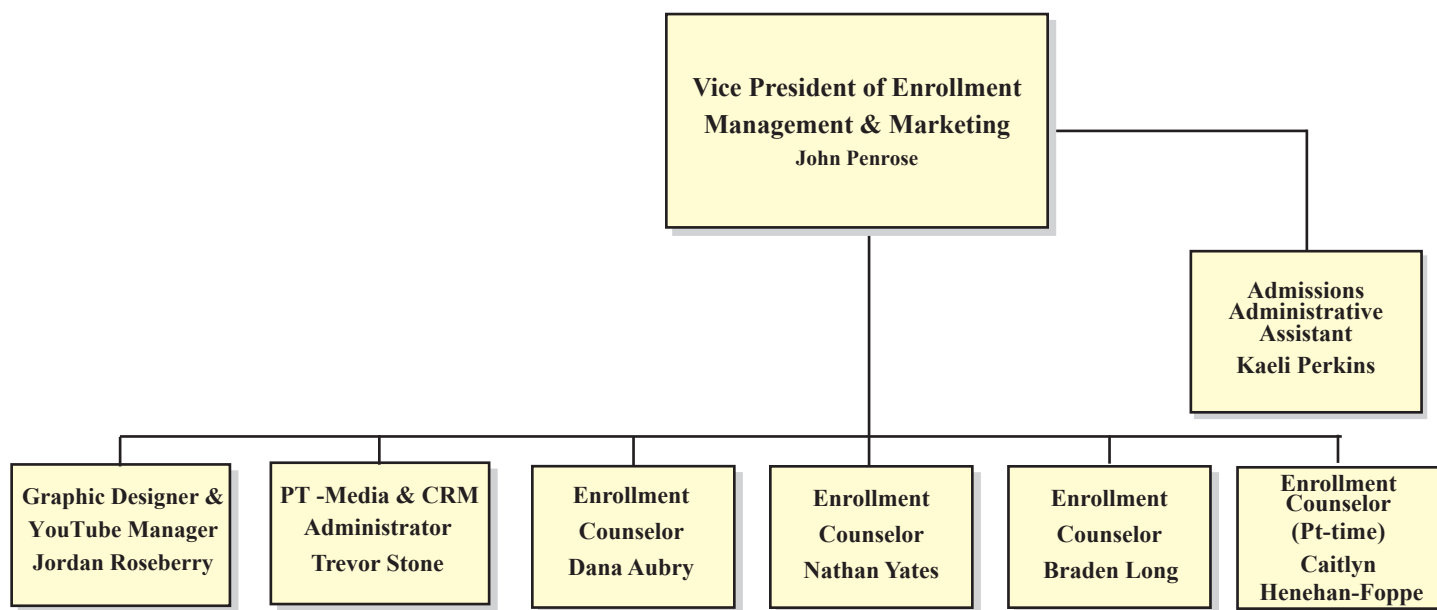 Vice President of Enrollment
Management & Marketing
John Penrose
Admissions
Administrative
Assistant
Kaeli Perkins
Graphic Designer &
YouTube Manager
Jordan Roseberry
PT -Media & CRM
Administrator
Trevor Stone
Enrollment
Counselor
Dana Aubry
Enrollment
Counselor
Nathan Yates
Enrollment
Counselor
Braden Long
Enrollment
Counselor
(Pt-time)
Caitlyn
Henehan-Foppe